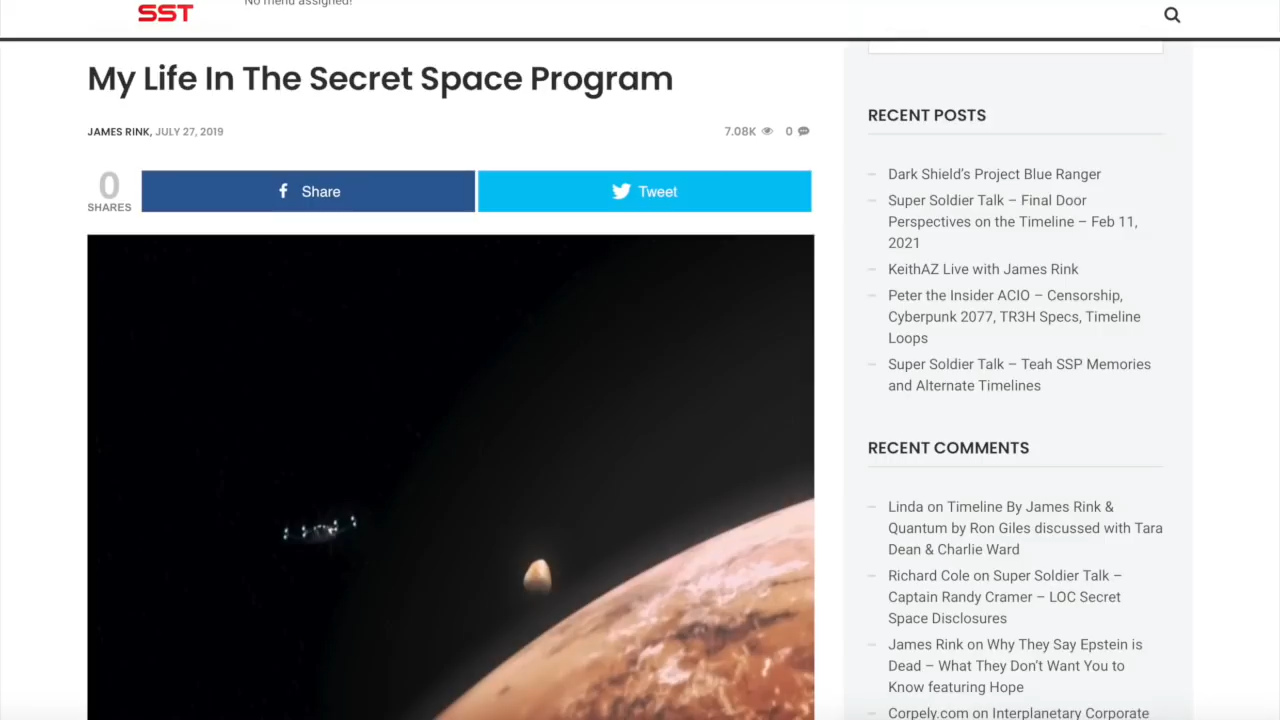 SST
No menu assigned!
My Life In The Secret Space Program
JAMES RINK, JULY 27, 2019
7.08K 0
0
SHARES
Share
Tweet
RECENT POSTS
Dark Shield's Project Blue Ranger
Super Soldier Talk – Final Door
Perspectives on the Timeline – Feb 11,
2021
KeithAZ Live with James Rink
Peter the Insider ACIO – Censorship,
Cyberpunk 2077, TR3H Specs, Timeline
Loops
Super Soldier Talk – Teah SSP Memories
and Alternate Timelines
RECENT COMMENTS
Linda on Timeline By James Rink &
Quantum by Ron Giles discussed with Tara
Dean & Charlie Ward
Richard Cole on Super Soldier Talk –
Captain Randy Cramer – LOC Secret
Space Disclosures
James Rink on Why They Say Epstein is
Dead – What They Don't Want You to
Know featuring Hope
Corpely.com on Interplanetary Corporate